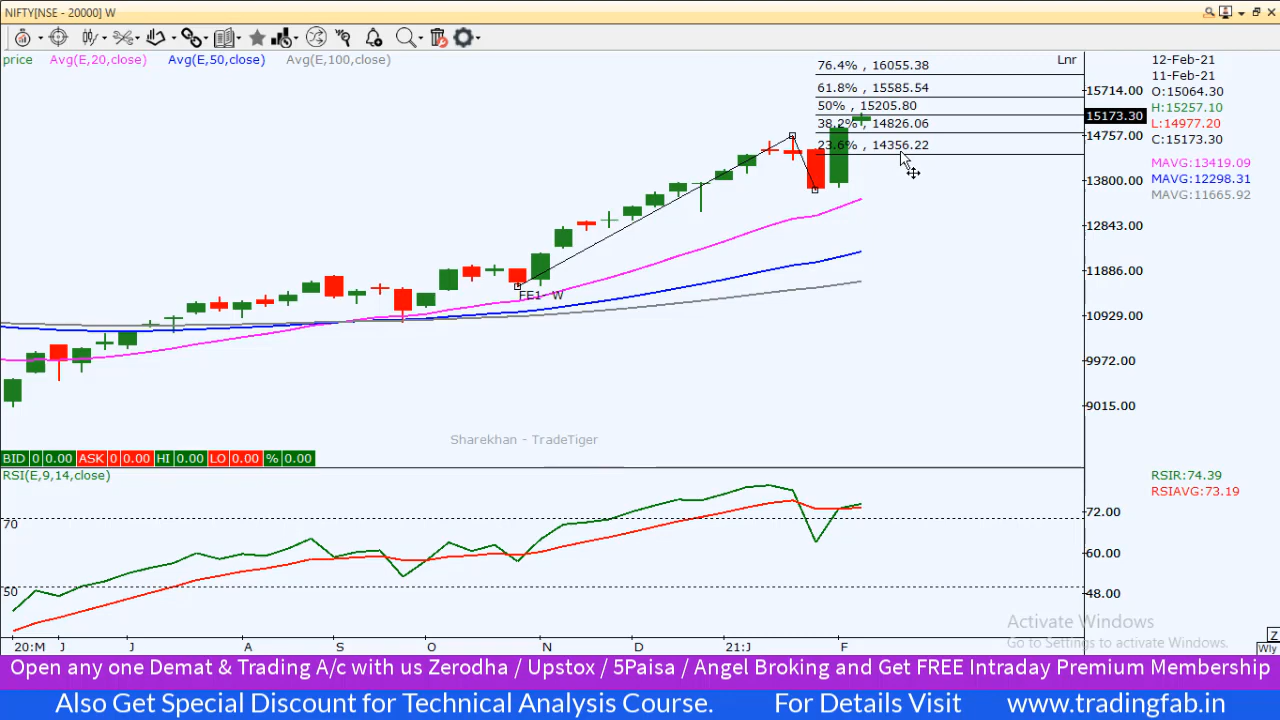 NIFTY[NSE - 20000] W
price Avg(E,20,close) Avg(E,50,close) Avg(E,100,close) Lnr
76.4% , 16055.38
61.8% , 15585.54
50% , 15205.80
38.2% , 14826.06
23.6% , 14356.22
FE1 W
15714.00
15173.30
14757.00
13800.00
12843.00
11886.00
10929.00
9972.00
9015.00
12-Feb-21
11-Feb-21
O:15064.30
H:15257.10
L:14977.20
C:15173.30
MAVG:13419.09
MAVG:12298.31
MAVG:11665.92
Sharekhan - TradeTiger
BID 0 0.00 ASK 0 0.00 HI 0.00 LO 0.00 % 0.00
RSI(E,9,14,close)
RSIR:74.39
RSIAVG:73.19
70
50
72.00
60.00
48.00
Activate Windows
Go to Settings to activate Windows.
20:M J J A S O N D 21:J F
Z
Wly
Open any one Demat & Trading A/c with us Zerodha / Upstox / 5Paisa / Angel Broking and Get FREE Intraday Premium Membership
Also Get Special Discount for Technical Analysis Course. For Details Visit www.tradingfab.in